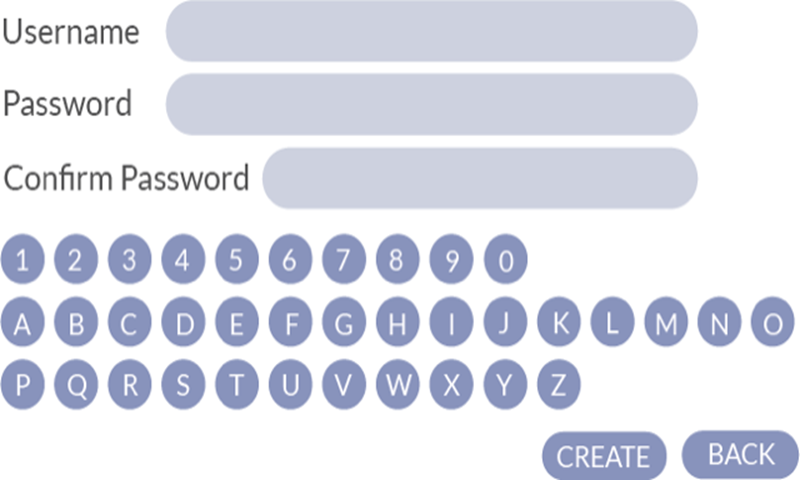 Username
Password
Confirm Password
1 2 3 4 5 6 7 8 9 0
A B C D E F G H I J K L M N O
P Q R S T U V W X Y Z
CREATE BACK